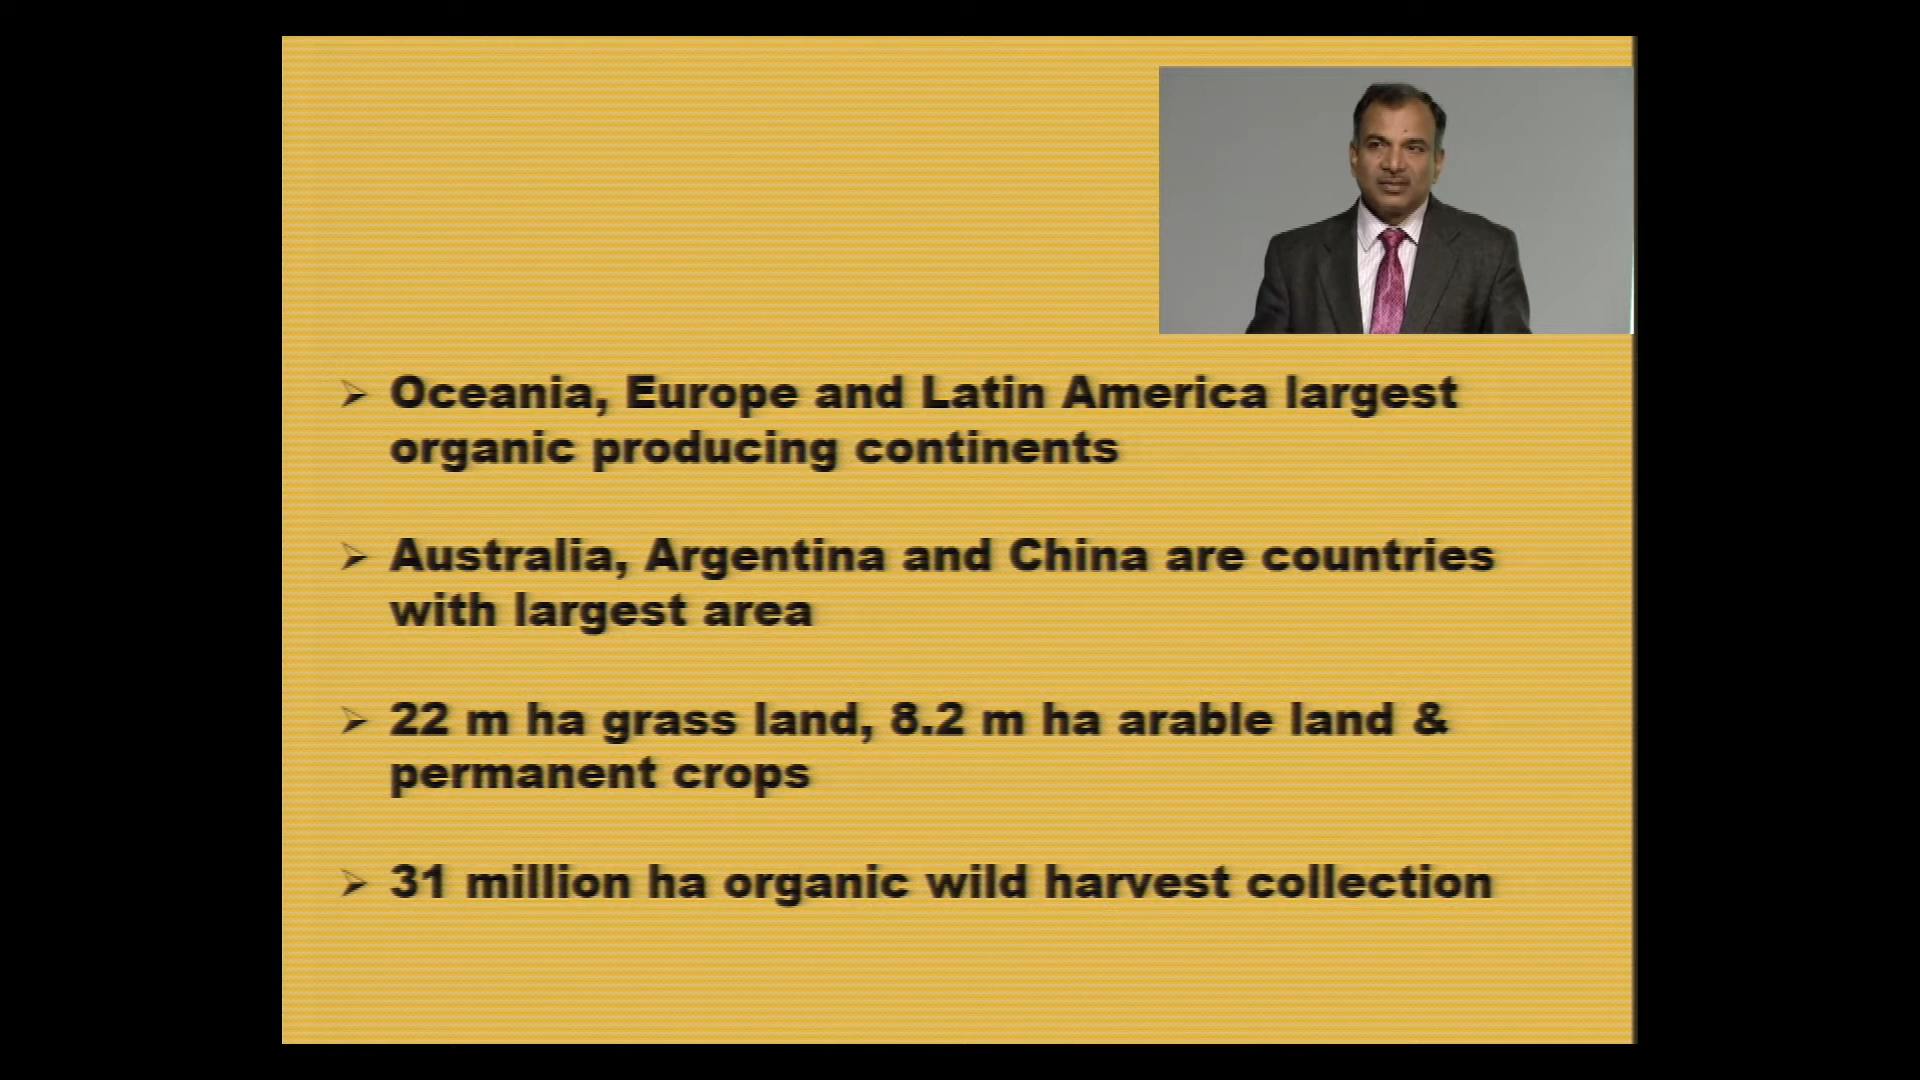 Oceania, Europe and Latin America largest
organic producing continents
Australia, Argentina and China are countries
with largest area
22 m ha grass land, 8.2 m ha arable land &
permanent crops
31 million ha organic wild harvest collection